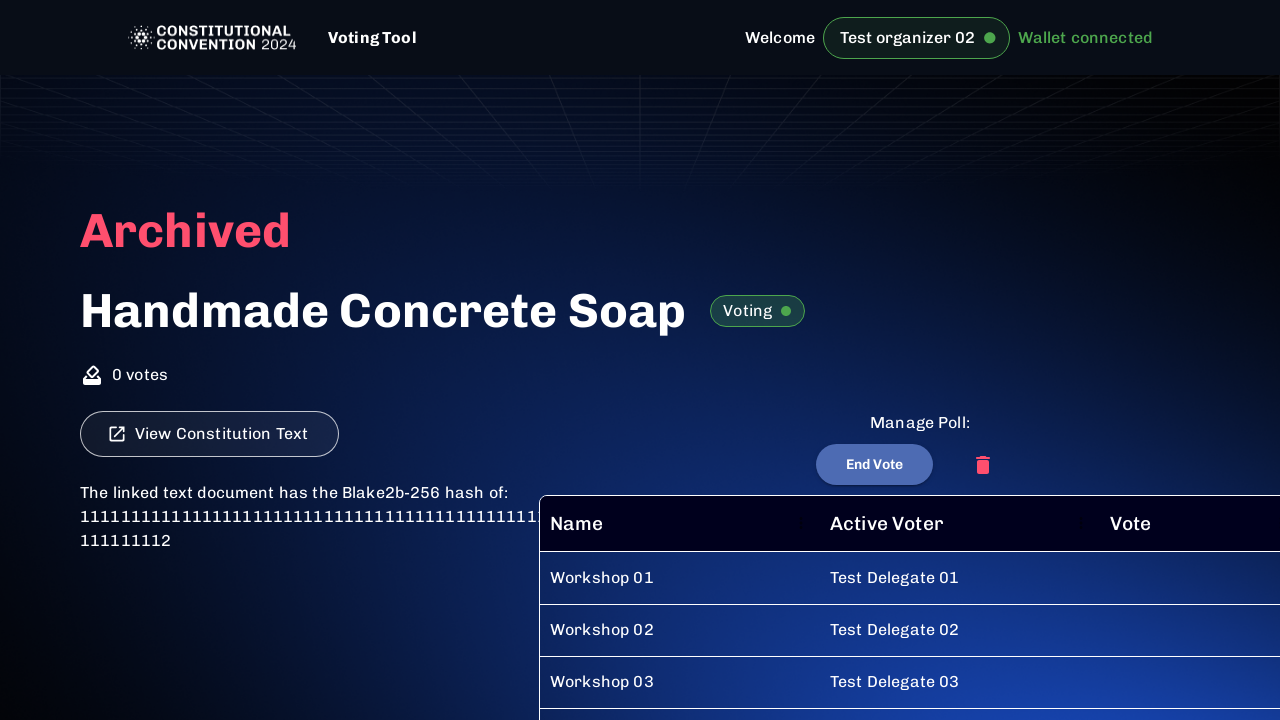 CONSTITUTIONAL
CONVENTION 2024
Voting Tool
Welcome
Test organizer 02
Wallet connected
Archived
Handmade Concrete Soap
Voting
0 votes
View Constitution Text
Manage Poll:
End Vote
The linked text document has the Blake2b-256 hash of:
111111112
Name Active Voter Vote
Workshop 01 Test Delegate 01
Workshop 02 Test Delegate 02
Workshop 03 Test Delegate 03